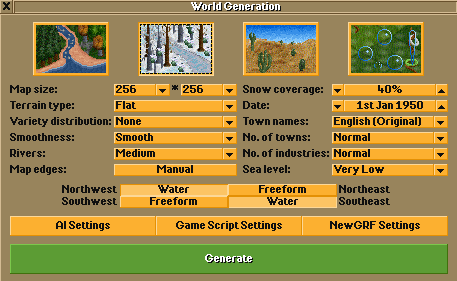 World Generation
Map size: 256 * 256 Snow coverage: 40%
Terrain type: Flat Date: 1st Jan 1950
Variety distribution: None Town names: English (Original)
Smoothness: Smooth No. of towns: Normal
Rivers: Medium No. of industries: Normal
Map edges: Manual Sea level: Very Low
Northwest Water Freeform Northeast
Southwest Freeform Water Southeast
AI Settings Game Script Settings NewGRF Settings
Generate